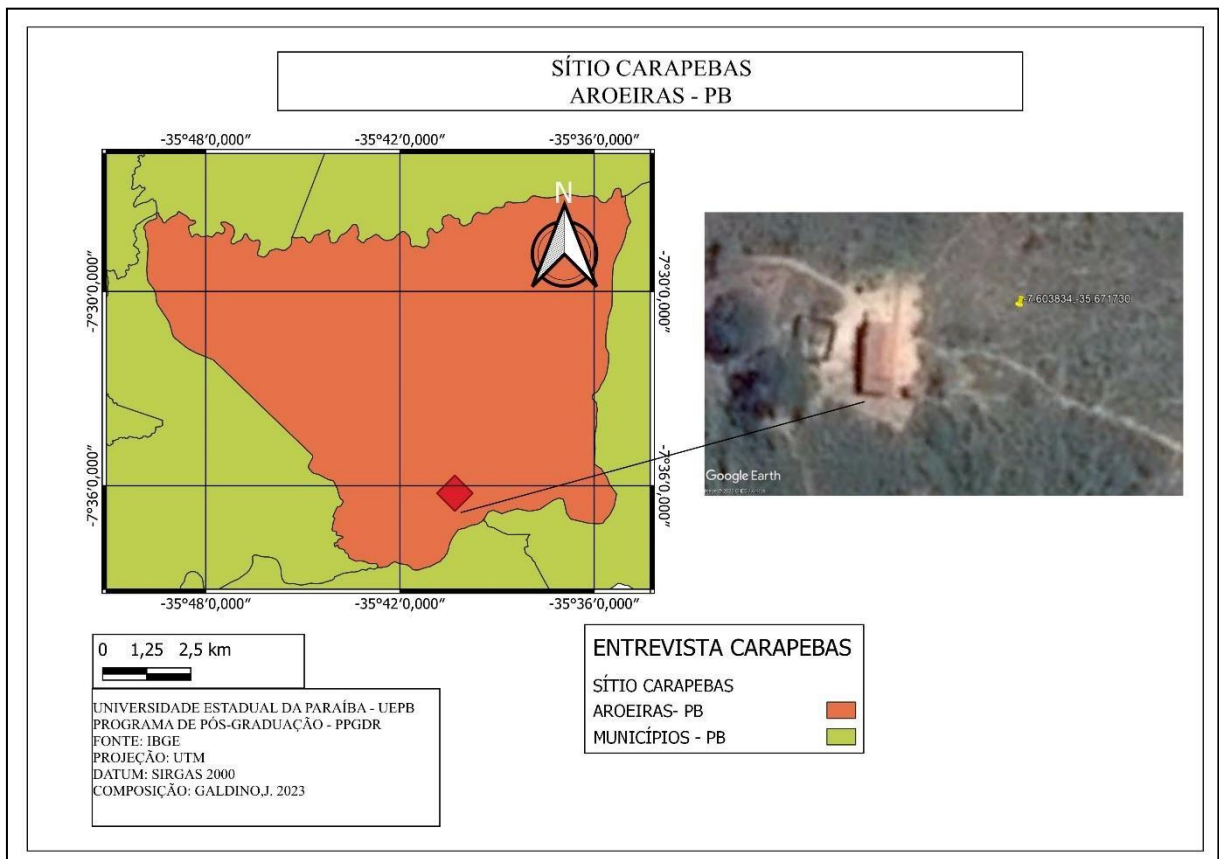 SÍTIO CARAPEBAS
AROEIRAS - PB
-35°48'0,000" -35°42'0,000" -35°36'0,000"
N
-7°30'0,000" -7°30'0,000"
-7°36'0,000" -7°36'0,000"
-35°48'0,000" -35°42'0,000" -35°36'0,000"
-7.603834,-35.671730
Google Earth
0 1,25 2,5 km
UNIVERSIDADE ESTADUAL DA PARAÍBA - UEPB
PROGRAMA DE PÓS-GRADUAÇÃO - PPGDR
FONTE: IBGE
PROJEÇÃO: UTM
DATUM: SIRGAS 2000
COMPOSIÇÃO: GALDINO,J. 2023
ENTREVISTA CARAPEBAS
SÍTIO CARAPEBAS
AROEIRAS- PB
MUNICÍPIOS - PB